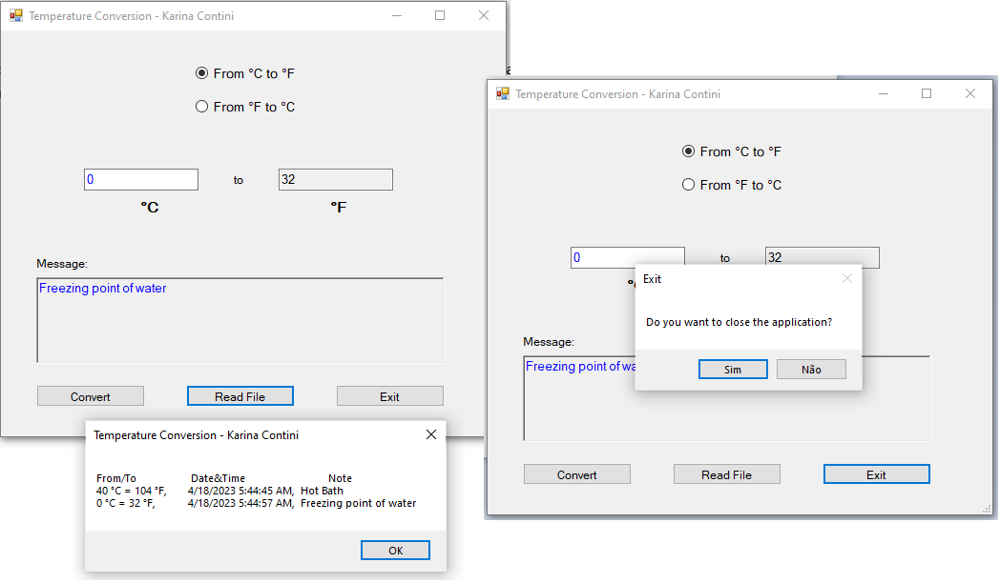 Temperature Conversion - Karina Contini
From °C to °F
From °F to °C
0 to 32
°C °F
Message:
Freezing point of water
Convert Read File Exit
Temperature Conversion - Karina Contini
From/To Date&Time Note
40 °C = 104 °F, 4/18/2023 5:44:45 AM, Hot Bath
0 °C = 32 °F, 4/18/2023 5:44:57 AM, Freezing point of water
OK
Temperature Conversion - Karina Contini
From °C to °F
From °F to °C
0 to 32
Exit
Do you want to close the application?
Sim Não
Message:
Freezing point of wa
Convert Read File Exit